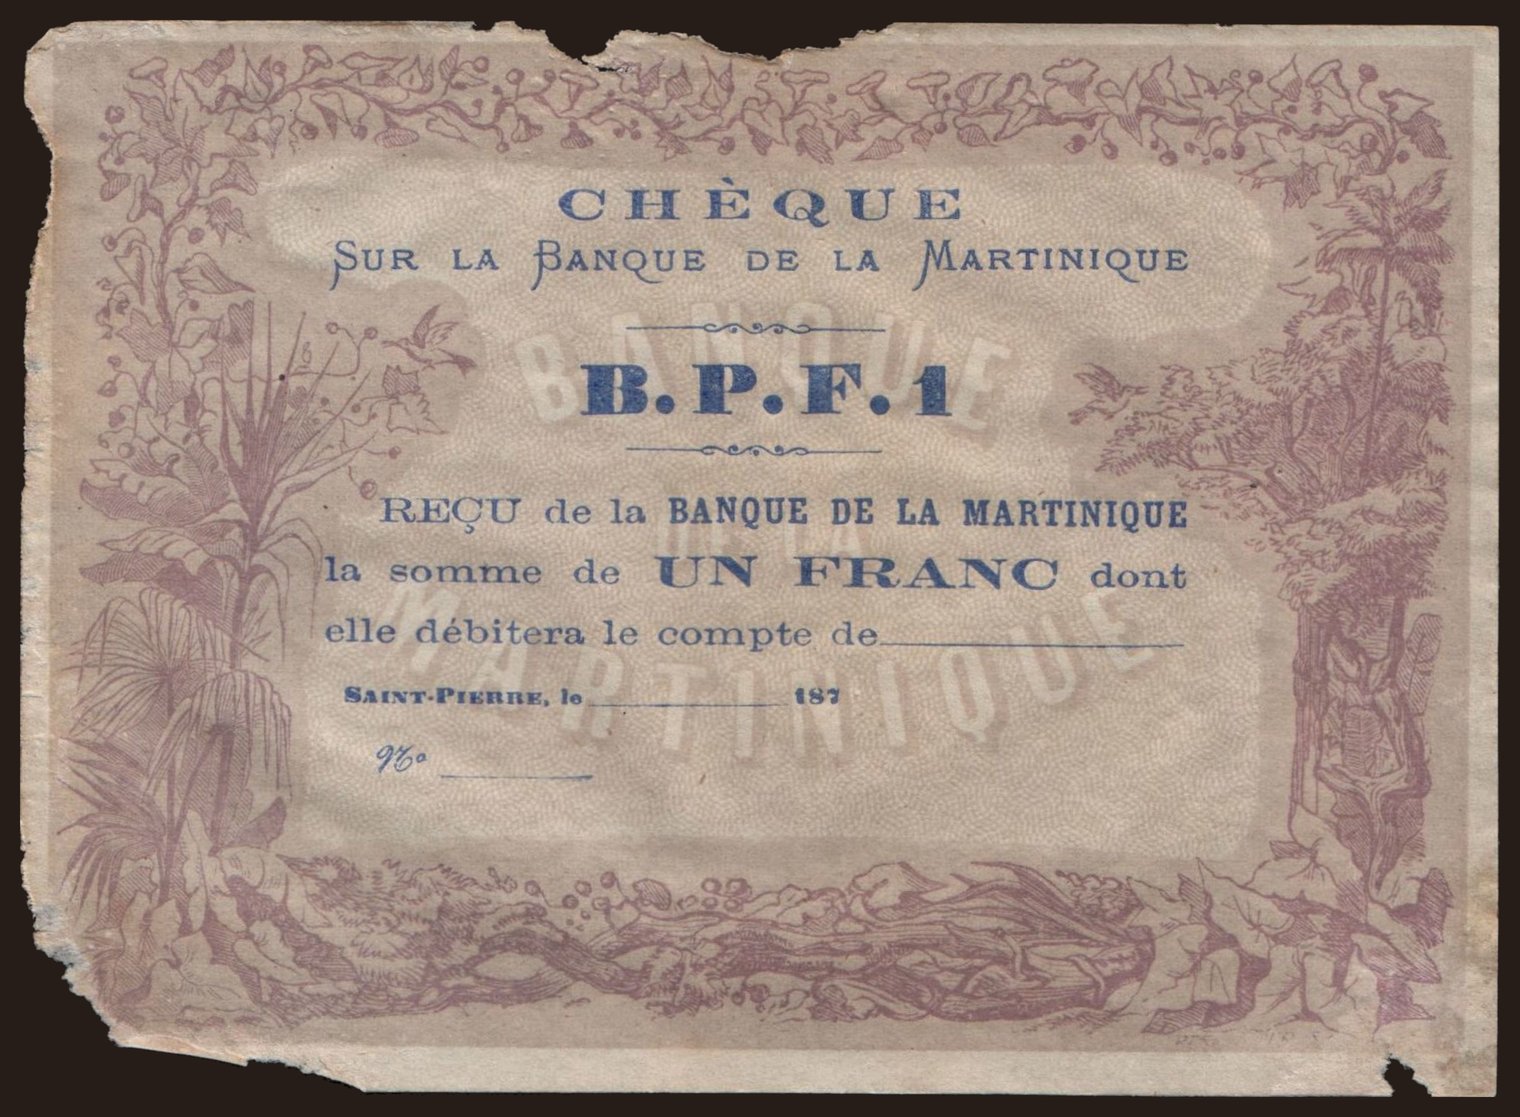 CHÈQUE
SUR LA BANQUE DE LA MARTINIQUE
BANQUE
B.P.F.1
REÇU de la BANQUE DE LA MARTINIQUE
DE LA
la somme de UN FRANC dont
elle débitera le compte de
MARTINIQUE
SAINT-PIERRE, le 187
No